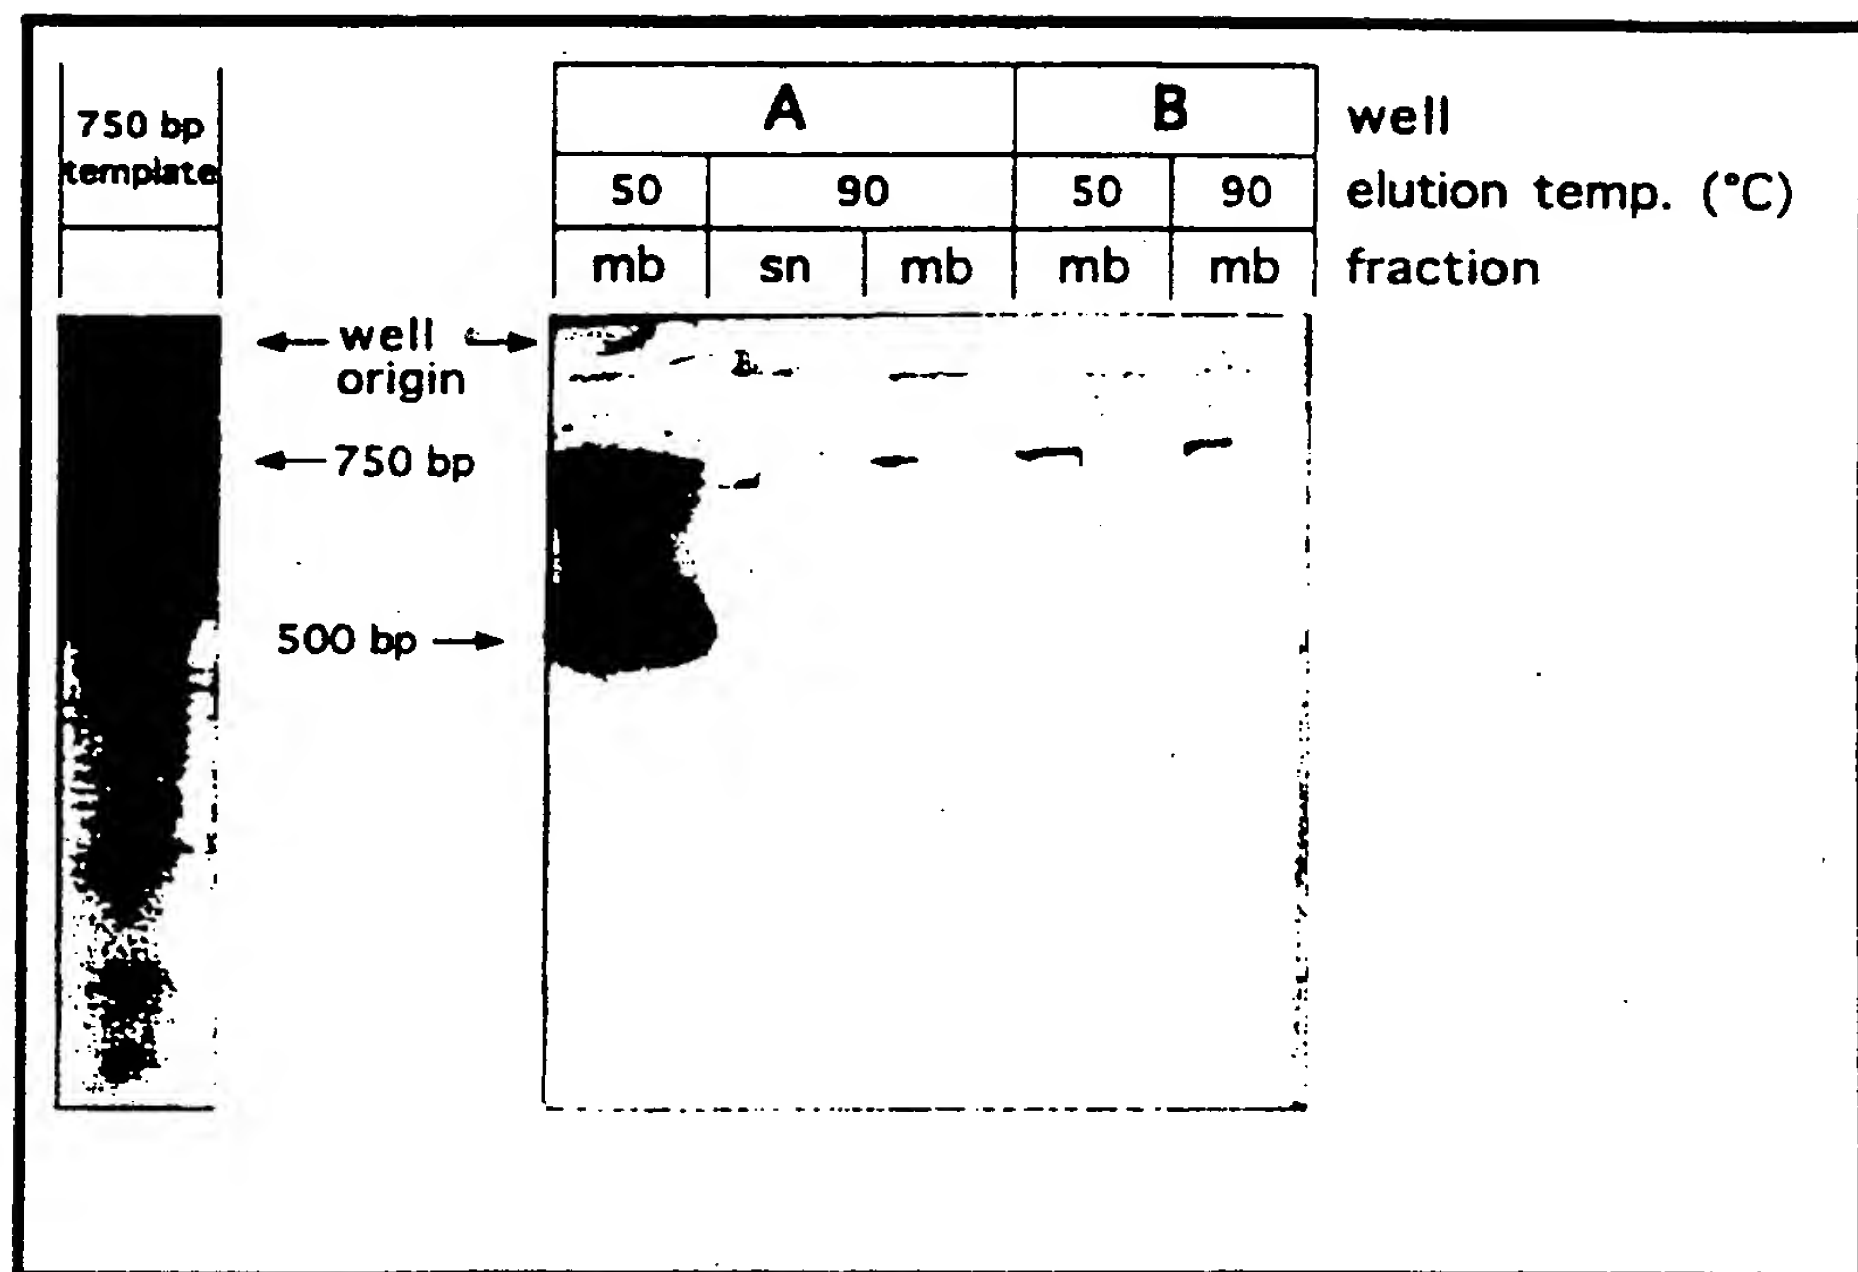 750 bp
template
A B well
50 90 50 90 elution temp. (°C)
mb sn mb mb mb fraction
well
origin
750 bp
500 bp